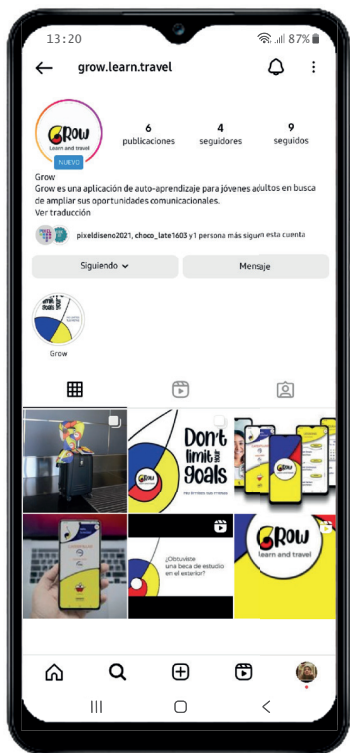 13:20
87%
grow.learn.travel
GROW
Learn and travel
NUEVO
6
publicaciones
4
seguidores
9
seguidos
Grow
Grow es una aplicación de auto-aprendizaje para jóvenes adultos en busca
de ampliar sus oportunidades comunicacionales.
Ver traducción
pixeldiseno2021, choco_late1603 y1 persona más siguen esta cuenta
Siguiendo
Mensaje
Grow
Don't
limit your
goals
GROW
¿Obtuviste
una beca de estudio
en el exterior?
GROW
learn and travel